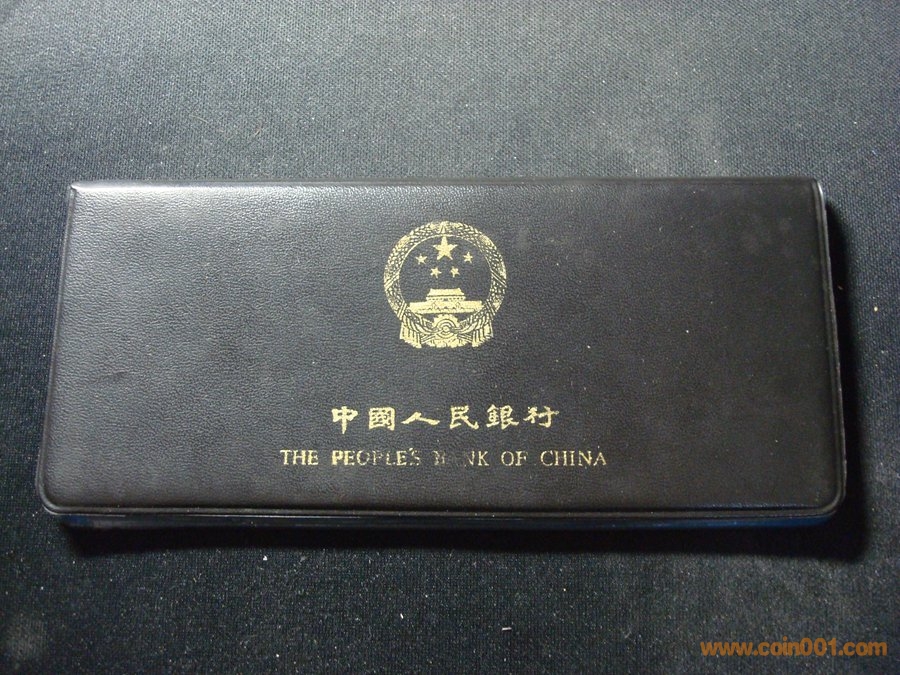 中國人民銀行
THE PEOPLE'S BANK OF CHINA
www.coin001.com